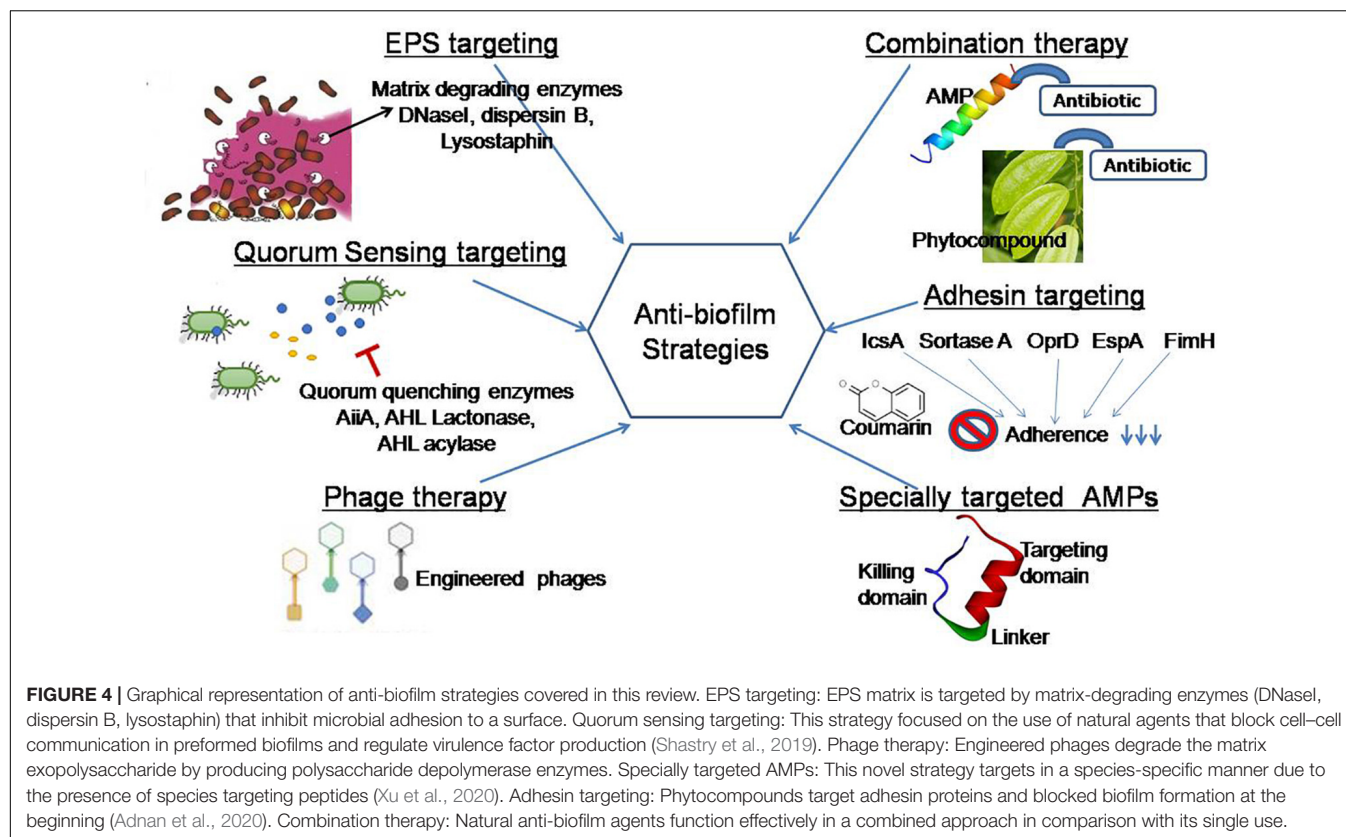 EPS targeting
Matrix degrading enzymes
DNaseI, dispersin B,
Lysostaphin
Combination therapy
AMP
Antibiotic
Antibiotic
Phytocompound
Quorum Sensing targeting
Quorum quenching enzymes
AiiA, AHL Lactonase,
AHL acylase
Anti-biofilm
Strategies
Adhesin targeting
IcsA Sortase A OprD EspA FimH
O
O
Coumarin
Adherence ↓↓↓
Phage therapy
Engineered phages
Specially targeted AMPs
Killing
domain
Targeting
domain
Linker
FIGURE 4 | Graphical representation of anti-biofilm strategies covered in this review. EPS targeting: EPS matrix is targeted by matrix-degrading enzymes (DNaseI,
dispersin B, lysostaphin) that inhibit microbial adhesion to a surface. Quorum sensing targeting: This strategy focused on the use of natural agents that block cell–cell
communication in preformed biofilms and regulate virulence factor production (Shastry et al., 2019). Phage therapy: Engineered phages degrade the matrix
exopolysaccharide by producing polysaccharide depolymerase enzymes. Specially targeted AMPs: This novel strategy targets in a species-specific manner due to
the presence of species targeting peptides (Xu et al., 2020). Adhesin targeting: Phytocompounds target adhesin proteins and blocked biofilm formation at the
beginning (Adnan et al., 2020). Combination therapy: Natural anti-biofilm agents function effectively in a combined approach in comparison with its single use.